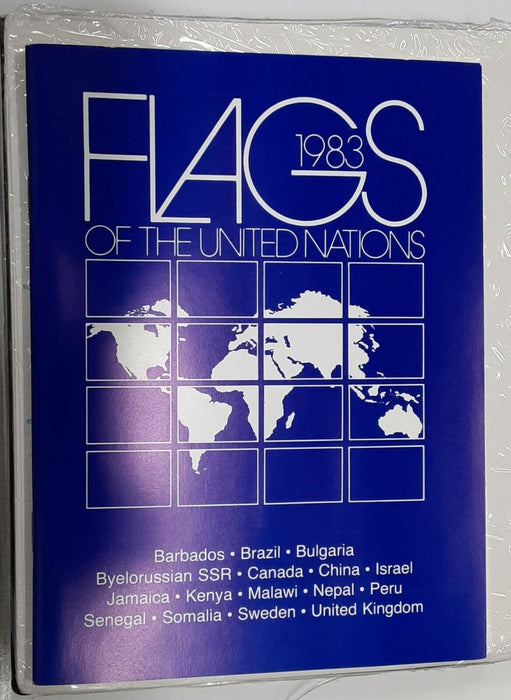 FLAGS
1983
OF THE UNITED NATIONS
Barbados • Brazil • Bulgaria
Byelorussian SSR • Canada • China • Israel
Jamaica • Kenya • Malawi • Nepal • Peru
Senegal • Somalia • Sweden • United Kingdom